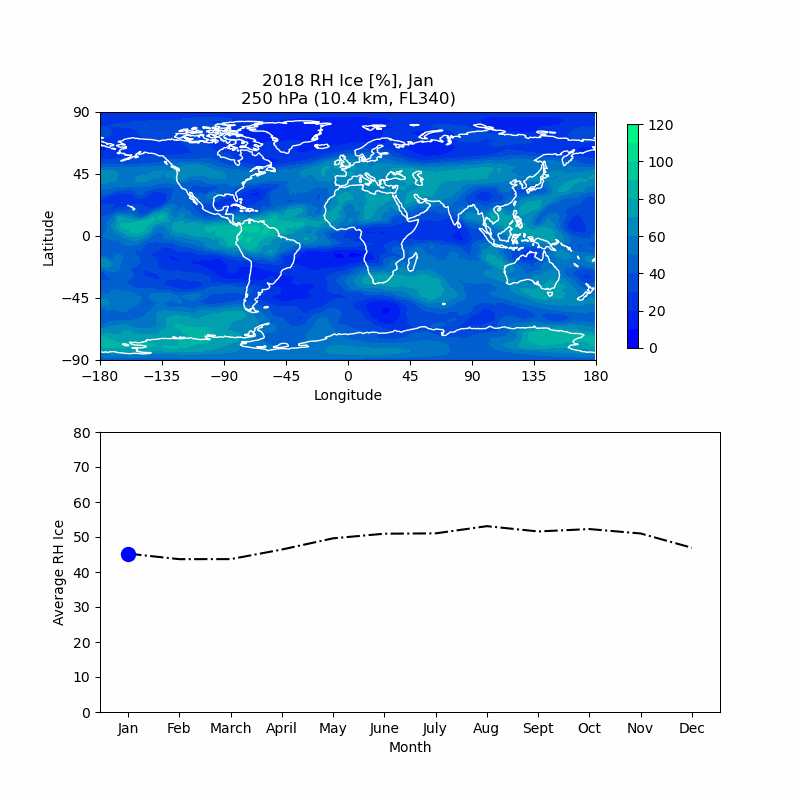 2018 RH Ice [%], Jan
250 hPa (10.4 km, FL340)
90
45
0
−45
−90
Latitude
−180 −135 −90 −45 0 45 90 135 180
Longitude
120
100
80
60
40
20
0
80
70
60
50
40
30
20
10
0
Average RH Ice
Jan Feb March April May June July Aug Sept Oct Nov Dec
Month